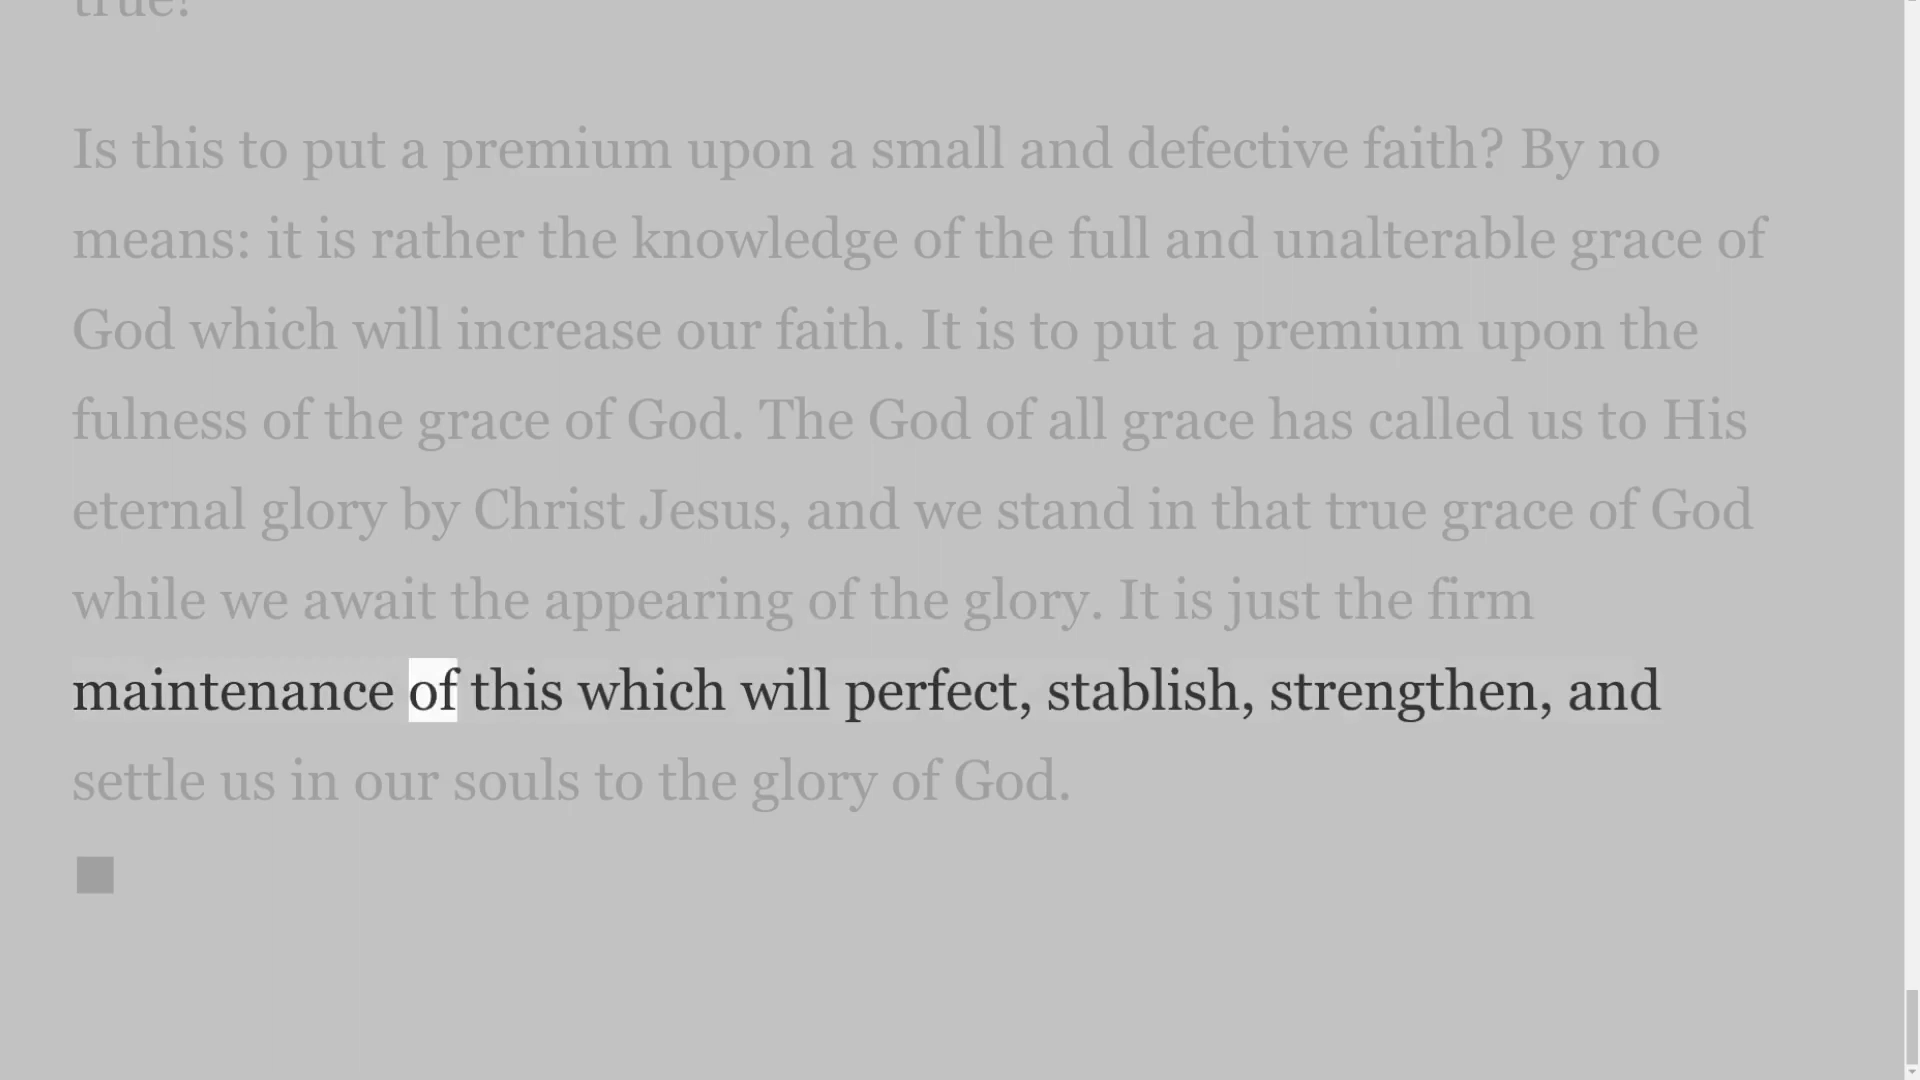 true!
Is this to put a premium upon a small and defective faith? By no
means: it is rather the knowledge of the full and unalterable grace of
God which will increase our faith. It is to put a premium upon the
fulness of the grace of God. The God of all grace has called us to His
eternal glory by Christ Jesus, and we stand in that true grace of God
while we await the appearing of the glory. It is just the firm
maintenance of this which will perfect, stablish, strengthen, and
settle us in our souls to the glory of God.